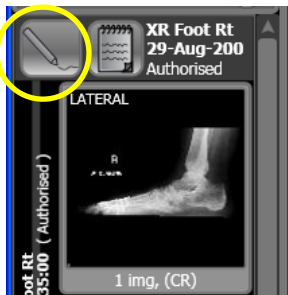 XR Foot Rt
29-Aug-200
Authorised
LATERAL
R
( Authorised )
oot Rt
35:00
1 img, (CR)